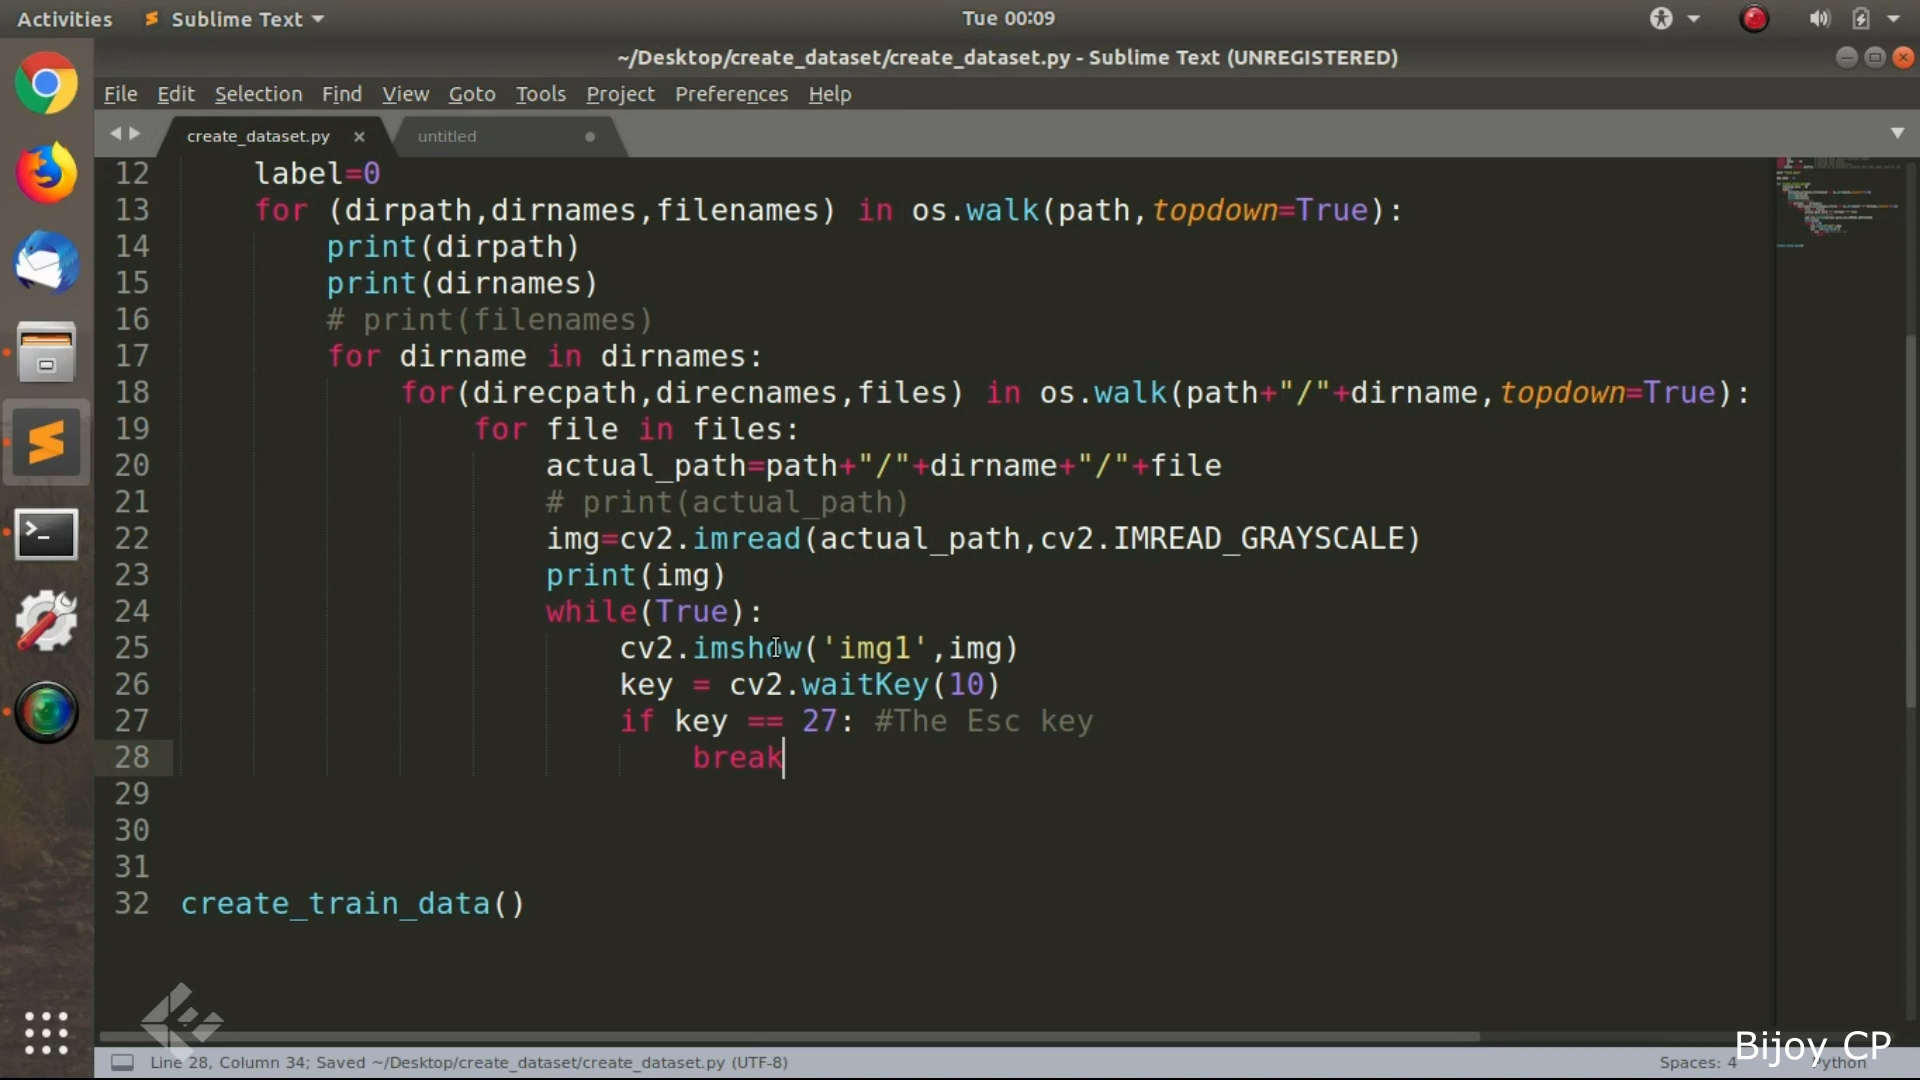 Activities Sublime Text Tue 00:09
~/Desktop/create_dataset/create_dataset.py - Sublime Text (UNREGISTERED)
File Edit Selection Find View Goto Tools Project Preferences Help
create_dataset.py × untitled
12 label=0
13 for (dirpath,dirnames,filenames) in os.walk(path,topdown=True):
14 print(dirpath)
15 print(dirnames)
16 # print(filenames)
17 for dirname in dirnames:
18 for(direcpath,direcnames,files) in os.walk(path+"/"+dirname,topdown=True):
19 for file in files:
20 actual_path=path+"/"+dirname+"/"+file
21 # print(actual_path)
22 img=cv2.imread(actual_path,cv2.IMREAD_GRAYSCALE)
23 print(img)
24 while(True):
25 cv2.imshow('img1',img)
26 key = cv2.waitKey(10)
27 if key == 27: #The Esc key
28 break
29
30
31
32 create_train_data()
Bijoy CP
Line 28, Column 34; Saved ~/Desktop/create_dataset/create_dataset.py (UTF-8) Spaces: 4 Python